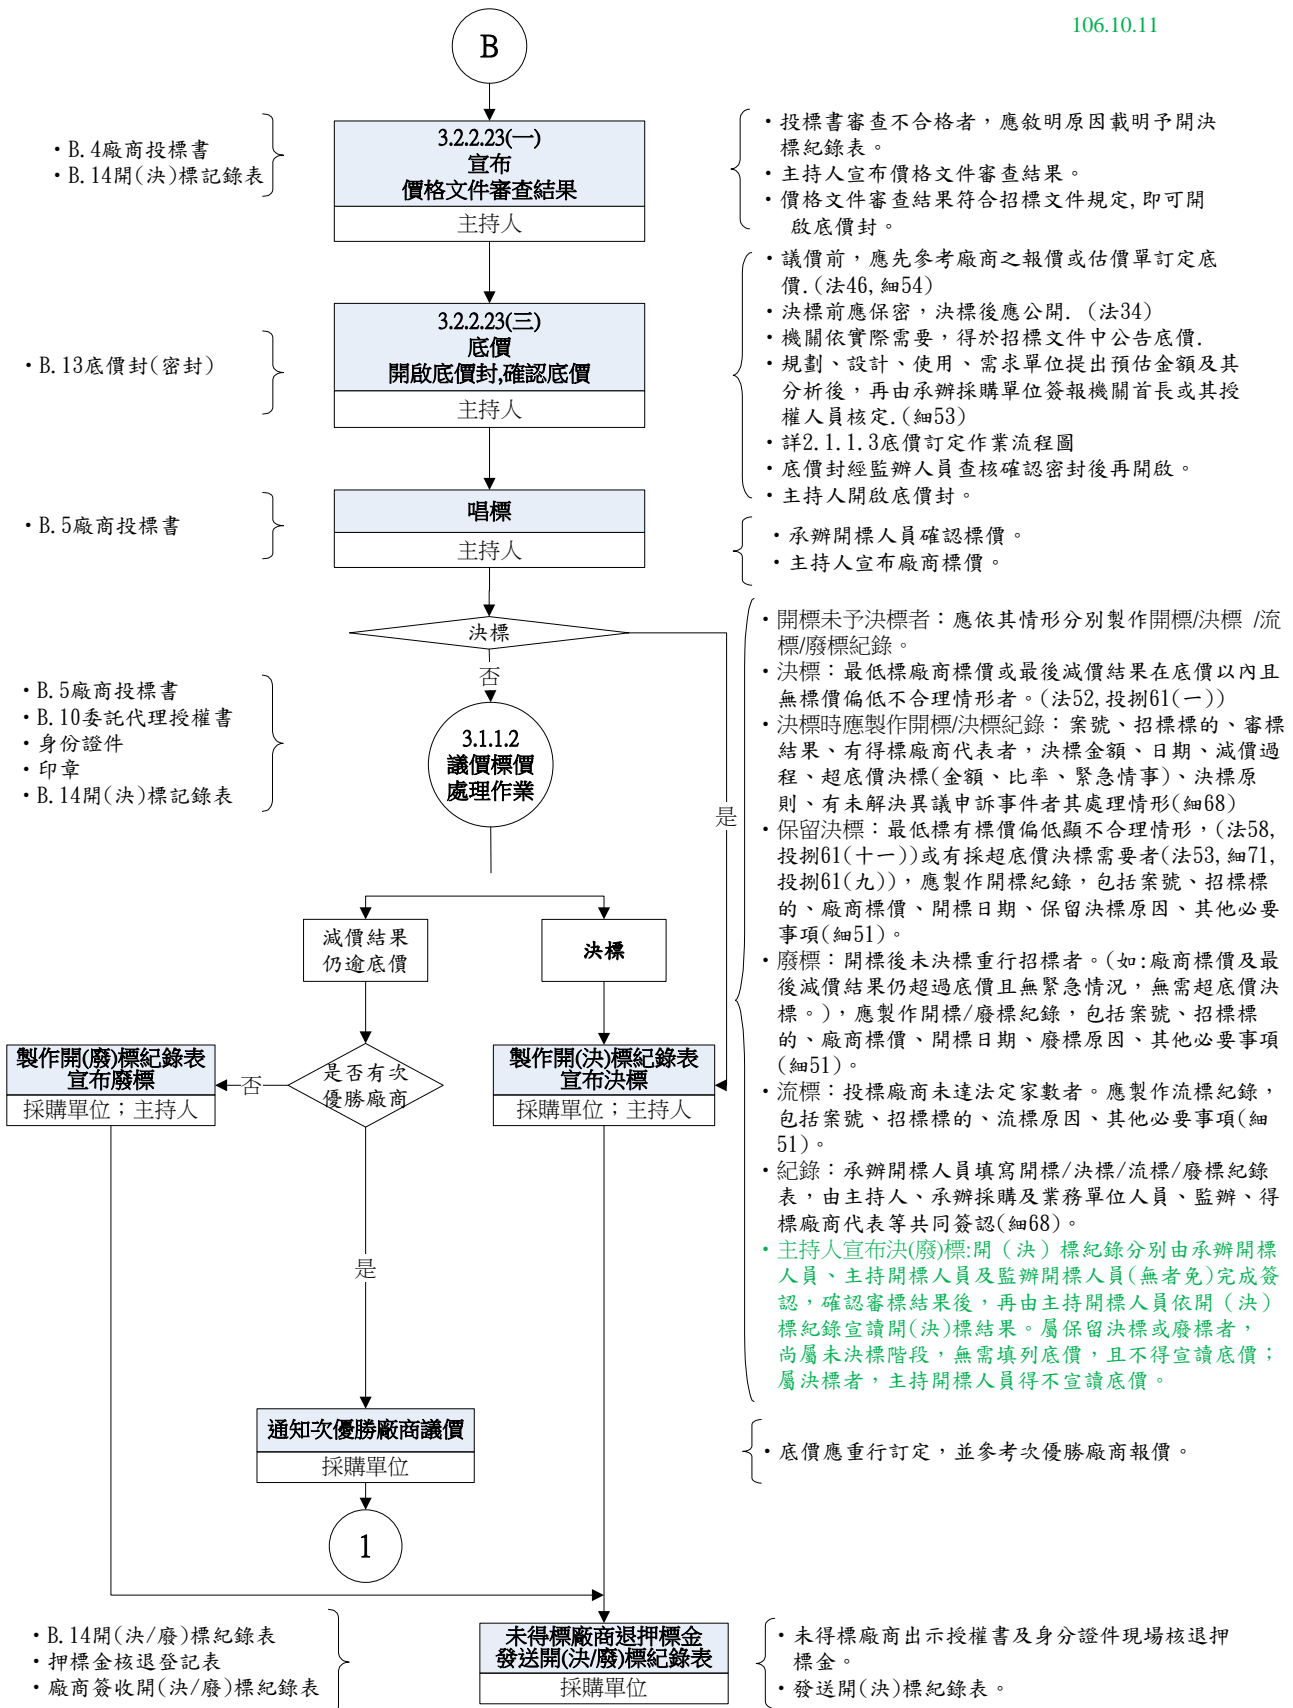 106.10.11
B
・B.4廠商投標書
・B.14開(決)標記錄表
3.2.2.23(一)
宣布
價格文件審查結果
主持人
・投標書審查不合格者，應敘明原因載明予開決
標紀錄表。
・主持人宣布價格文件審查結果。
・價格文件審查結果符合招標文件規定,即可開
啟底價封。
・B.13底價封(密封)
3.2.2.23(三)
底價
開啟底價封,確認底價
主持人
・議價前，應先參考廠商之報價或估價單訂定底
價.(法46,細54)
・決標前應保密，決標後應公開. (法34)
・機關依實際需要，得於招標文件中公告底價.
・規劃、設計、使用、需求單位提出預估金額及其
分析後，再由承辦採購單位簽報機關首長或其授
權人員核定.(細53)
・詳2.1.1.3底價訂定作業流程圖
・底價封經監辦人員查核確認密封後再開啟。
・主持人開啟底價封。
・B.5廠商投標書
唱標
主持人
・承辦開標人員確認標價。
・主持人宣布廠商標價。
決標
否
是
・B.5廠商投標書
・B.10委託代理授權書
・身份證件
・印章
・B.14開(決)標記錄表
3.1.1.2
議價標價
處理作業
・開標未予決標者：應依其情形分別製作開標/決標 /流
標/廢標紀錄。
・決標：最低標廠商標價或最後減價結果在底價以內且
無標價偏低不合理情形者。(法52,投捌61(一))
・決標時應製作開標/決標紀錄：案號、招標標的、審標
結果、有得標廠商代表者，決標金額、日期、減價過
程、超底價決標(金額、比率、緊急情事)、決標原
則、有未解決異議申訴事件者其處理情形(細68)
・保留決標：最低標有標價偏低顯不合理情形，(法58,
投捌61(十一))或有採超底價決標需要者(法53,細71,
投捌61(九))，應製作開標紀錄，包括案號、招標標
的、廠商標價、開標日期、保留決標原因、其他必要
事項(細51)。
・廢標：開標後未決標重行招標者。(如:廠商標價及最
後減價結果仍超過底價且無緊急情況，無需超底價決
標。)，應製作開標/廢標紀錄，包括案號、招標標
的、廠商標價、開標日期、廢標原因、其他必要事項
(細51)。
・流標：投標廠商未達法定家數者。應製作流標紀錄，
包括案號、招標標的、流標原因、其他必要事項(細
51)。
・紀錄：承辦開標人員填寫開標/決標/流標/廢標紀錄
表，由主持人、承辦採購及業務單位人員、監辦、得
標廠商代表等共同簽認(細68)。
・主持人宣布決(廢)標:開（決）標紀錄分別由承辦開標
人員、主持開標人員及監辦開標人員(無者免)完成簽
認，確認審標結果後，再由主持開標人員依開（決）
標紀錄宣讀開(決)標結果。屬保留決標或廢標者，
尚屬未決標階段，無需填列底價，且不得宣讀底價；
屬決標者，主持開標人員得不宣讀底價。
減價結果
仍逾底價
決標
製作開(廢)標紀錄表
宣布廢標
採購單位；主持人
否
是否有次
優勝廠商
製作開(決)標紀錄表
宣布決標
採購單位；主持人
是
通知次優勝廠商議價
採購單位
・底價應重行訂定，並參考次優勝廠商報價。
1
・B.14開(決/廢)標紀錄表
・押標金核退登記表
・廠商簽收開(決/廢)標紀錄表
未得標廠商退押標金
發送開(決/廢)標紀錄表
採購單位
・未得標廠商出示授權書及身分證件現場核退押
標金。
・發送開(決)標紀錄表。